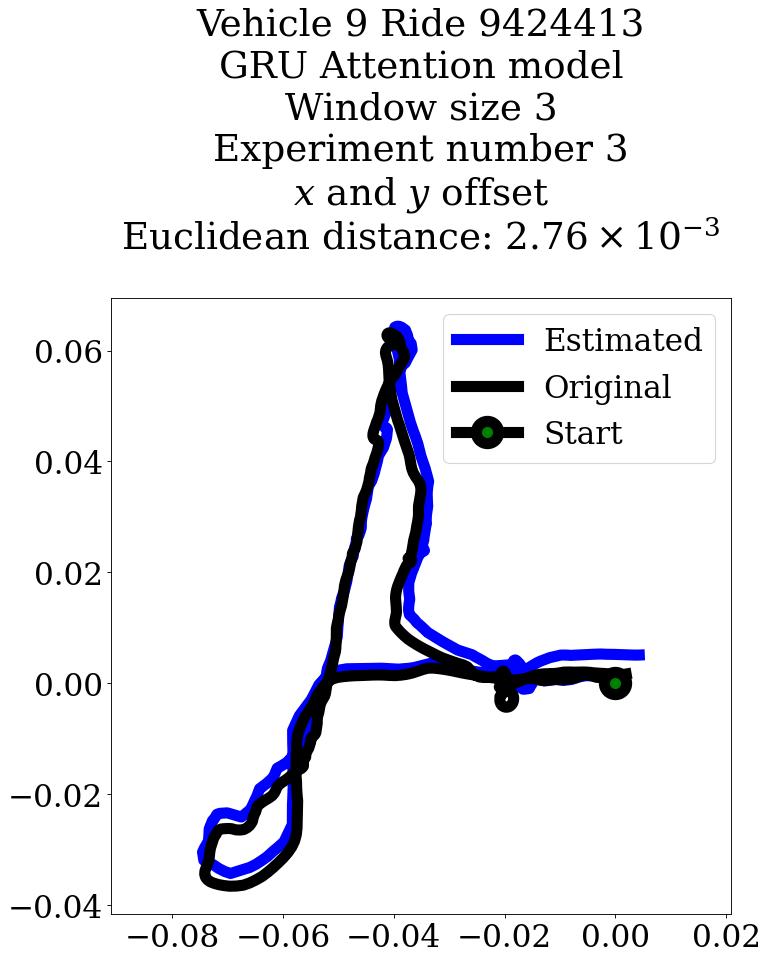 Vehicle 9 Ride 9424413
GRU Attention model
Window size 3
Experiment number 3
x and y offset
Euclidean distance: 2.76 × 10⁻³
Estimated
Original
Start
0.06
0.04
0.02
0.00
−0.02
−0.04
−0.08 −0.06 −0.04 −0.02 0.00 0.02